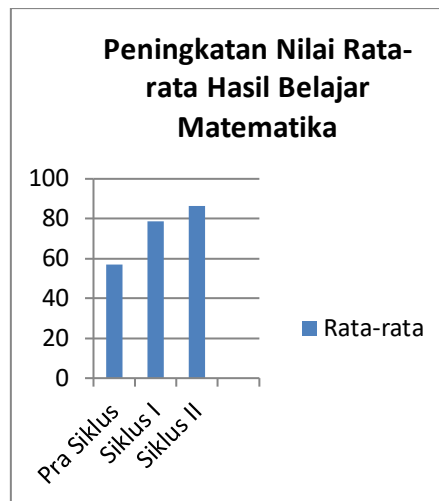 Peningkatan Nilai Rata-
rata Hasil Belajar
Matematika
100
80
60
40
20
0
Pra Siklus
Siklus I
Siklus II
Rata-rata